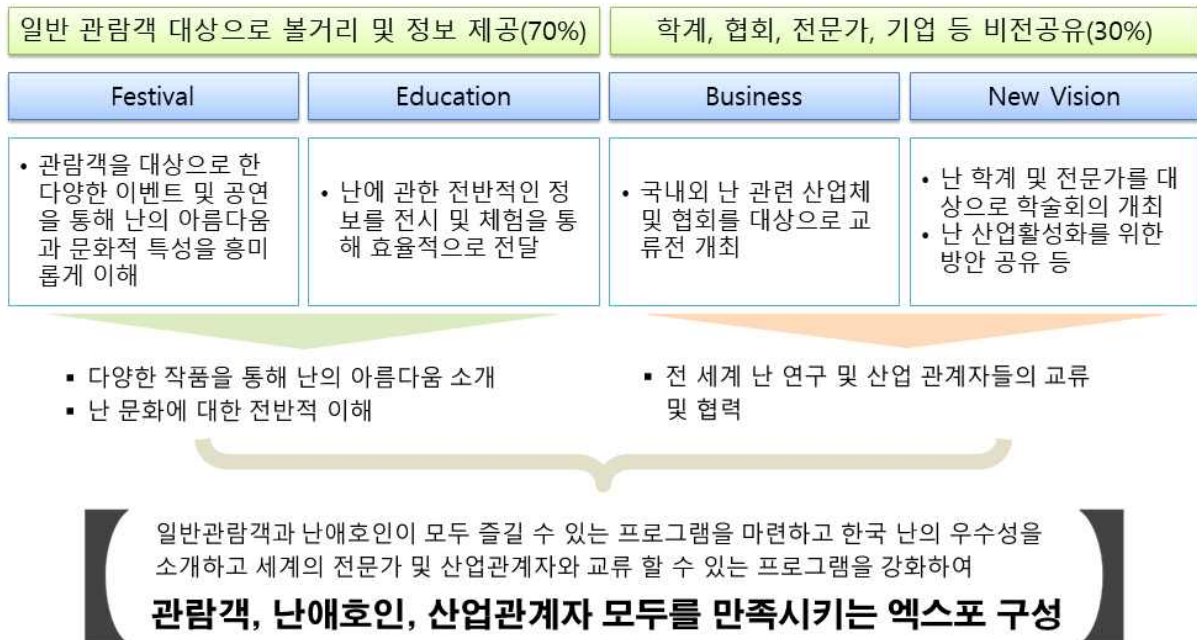 일반 관람객 대상으로 볼거리 및 정보 제공(70%)
학계, 협회, 전문가, 기업 등 비전공유(30%)
Festival
Education
Business
New Vision
• 관람객을 대상으로 한
다양한 이벤트 및 공연
을 통해 난의 아름다움
과 문화적 특성을 흥미
롭게 이해
• 난에 관한 전반적인 정
보를 전시 및 체험을 통
해 효율적으로 전달
• 국내외 난 관련 산업체
및 협회를 대상으로 교
류전 개최
• 난 학계 및 전문가를 대
상으로 학술회의 개최
• 난 산업활성화를 위한
방안 공유 등
▪ 다양한 작품을 통해 난의 아름다움 소개
▪ 난 문화에 대한 전반적 이해
▪ 전 세계 난 연구 및 산업 관계자들의 교류
및 협력
일반관람객과 난애호인이 모두 즐길 수 있는 프로그램을 마련하고 한국 난의 우수성을
소개하고 세계의 전문가 및 산업관계자와 교류 할 수 있는 프로그램을 강화하여
관람객, 난애호인, 산업관계자 모두를 만족시키는 엑스포 구성